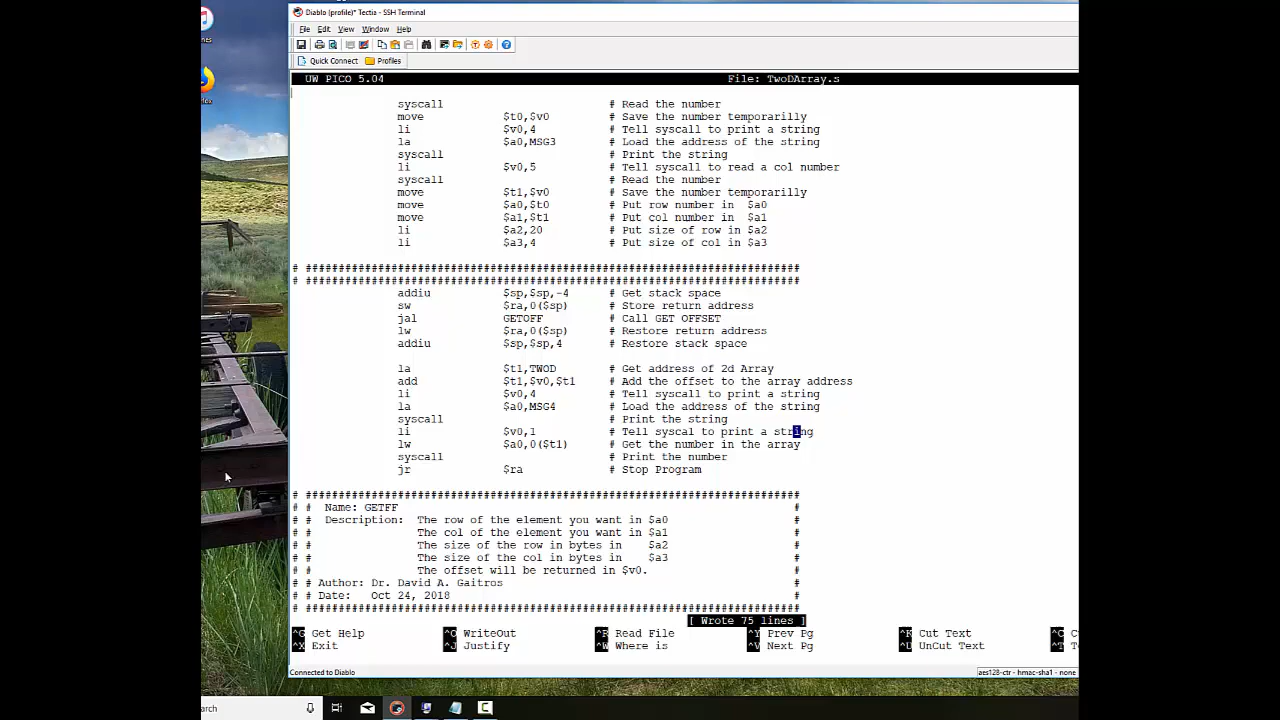 Diablo (profile)* Tectia - SSH Terminal
File Edit View Window Help
Quick Connect Profiles
UW PICO 5.04 File: TwoDArray.s
syscall # Read the number
move $t0,$v0 # Save the number temporarilly
li $v0,4 # Tell syscall to print a string
la $a0,MSG3 # Load the address of the string
syscall # Print the string
li $v0,5 # Tell syscall to read a col number
syscall # Read the number
move $t1,$v0 # Save the number temporarilly
move $a0,$t0 # Put row number in $a0
move $a1,$t1 # Put col number in $a1
li $a2,20 # Put size of row in $a2
li $a3,4 # Put size of col in $a3
# ###########################################################################
# ###########################################################################
addiu $sp,$sp,-4 # Get stack space
sw $ra,0($sp) # Store return address
jal GETOFF # Call GET OFFSET
lw $ra,0($sp) # Restore return address
addiu $sp,$sp,4 # Restore stack space
la $t1,TWOD # Get address of 2d Array
add $t1,$v0,$t1 # Add the offset to the array address
li $v0,4 # Tell syscall to print a string
la $a0,MSG4 # Load the address of the string
syscall # Print the string
li $v0,1 # Tell syscal to print a string
lw $a0,0($t1) # Get the number in the array
syscall # Print the number
jr $ra # Stop Program
# ###########################################################################
# # Name: GETFF #
# # Description: The row of the element you want in $a0 #
# # The col of the element you want in $a1 #
# # The size of the row in bytes in $a2 #
# # The size of the col in bytes in $a3 #
# # The offset will be returned in $v0. #
# # Author: Dr. David A. Gaitros #
# # Date: Oct 24, 2018 #
# ###########################################################################
[ Wrote 75 lines ]
^G Get Help ^O WriteOut ^R Read File ^Y Prev Pg ^K Cut Text ^C
^X Exit ^J Justify ^W Where is ^V Next Pg ^U UnCut Text ^T
Connected to Diablo aes128-ctr - hmac-sha1 - none